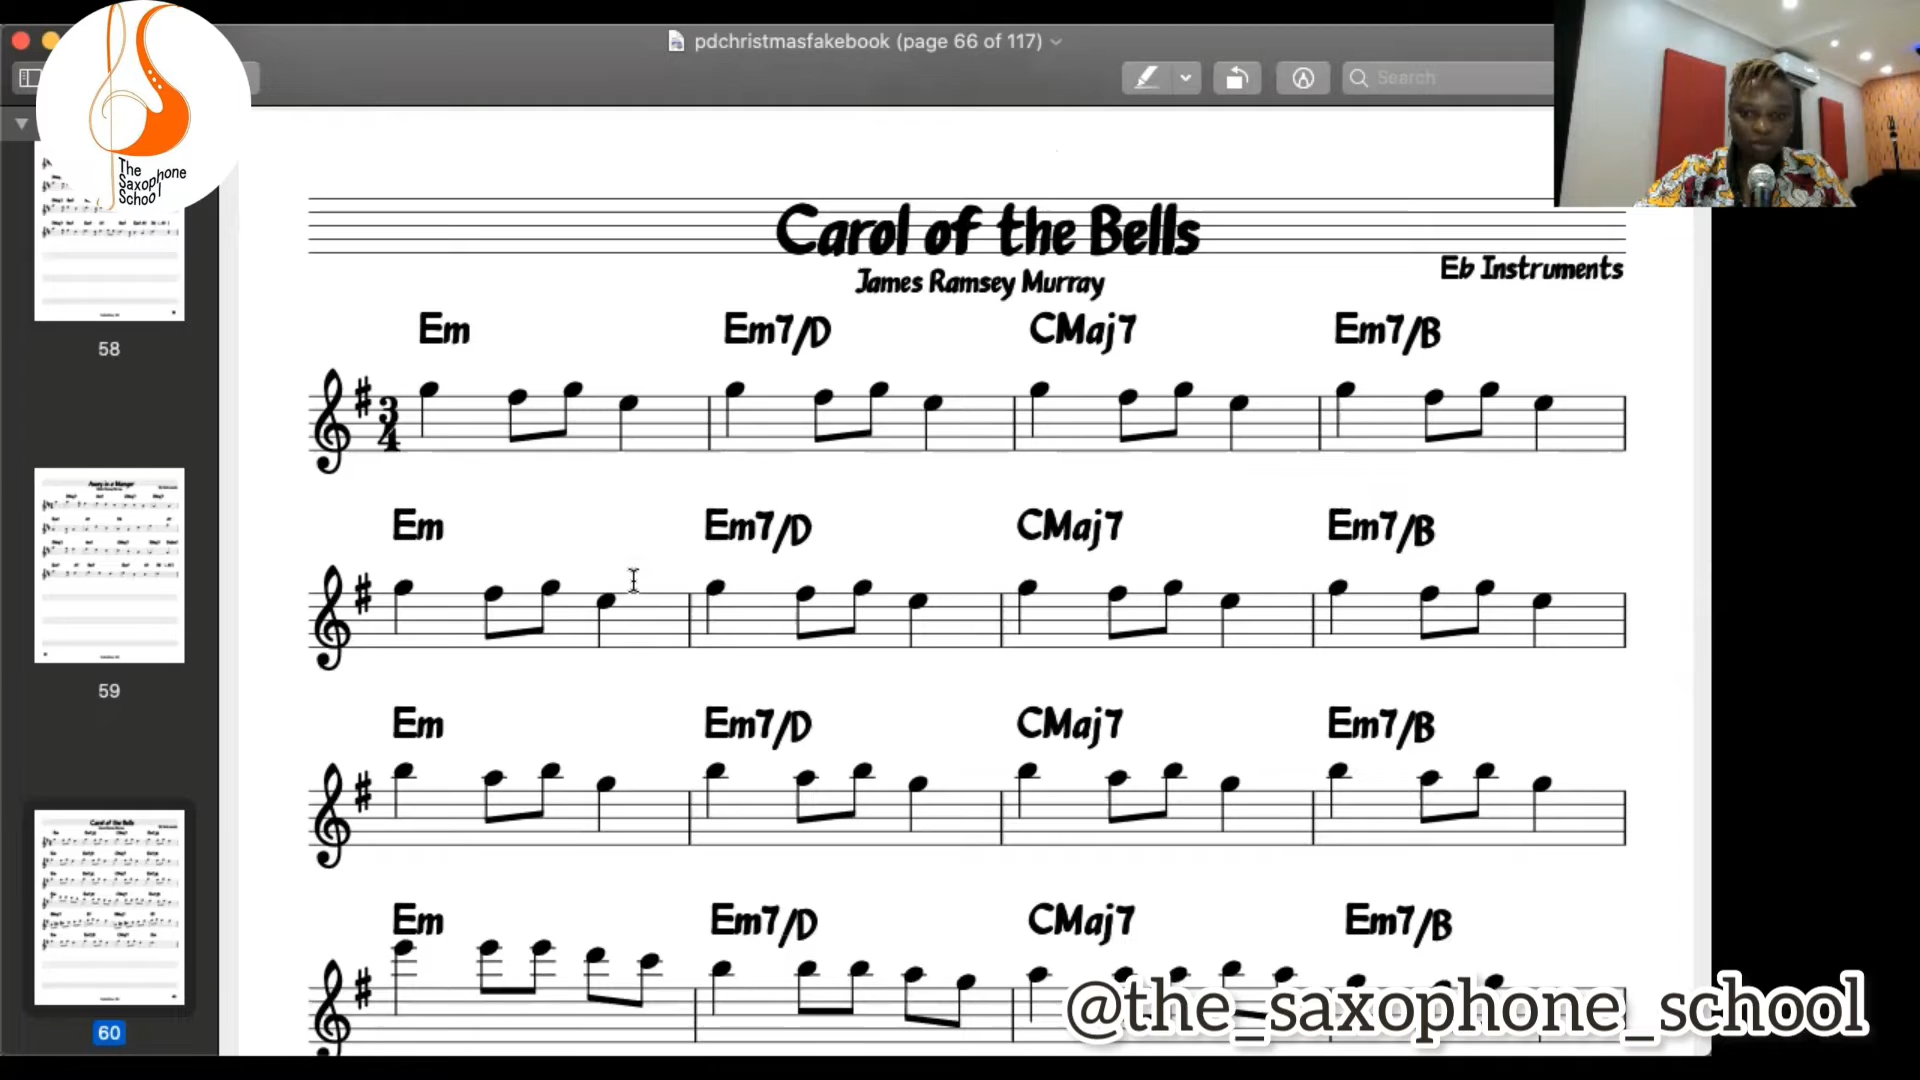 pdchristmasfakebook (page 66 of 117)
Search
The
Saxophone
School
58
59
60
Carol of the Bells
James Ramsey Murray
Eb Instruments
Em Em7/D CMaj7 Em7/B
3
4
Em Em7/D CMaj7 Em7/B
Em Em7/D CMaj7 Em7/B
Em Em7/D CMaj7 Em7/B
@the_saxophone_school